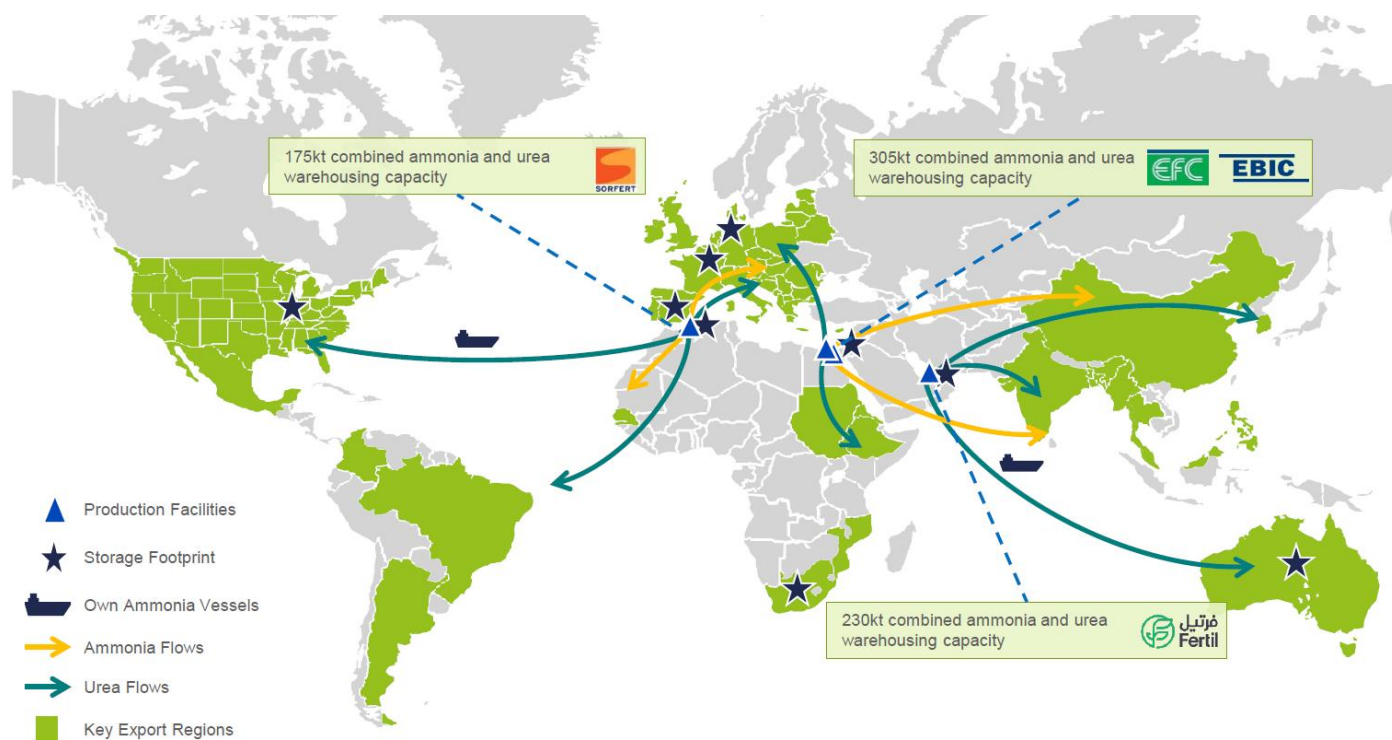 175kt combined ammonia and urea
warehousing capacity
SORFERT
305kt combined ammonia and urea
warehousing capacity
EFC
EBIC
Production Facilities
Storage Footprint
Own Ammonia Vessels
Ammonia Flows
Urea Flows
Key Export Regions
230kt combined ammonia and urea
warehousing capacity
فرتيل
Fertil